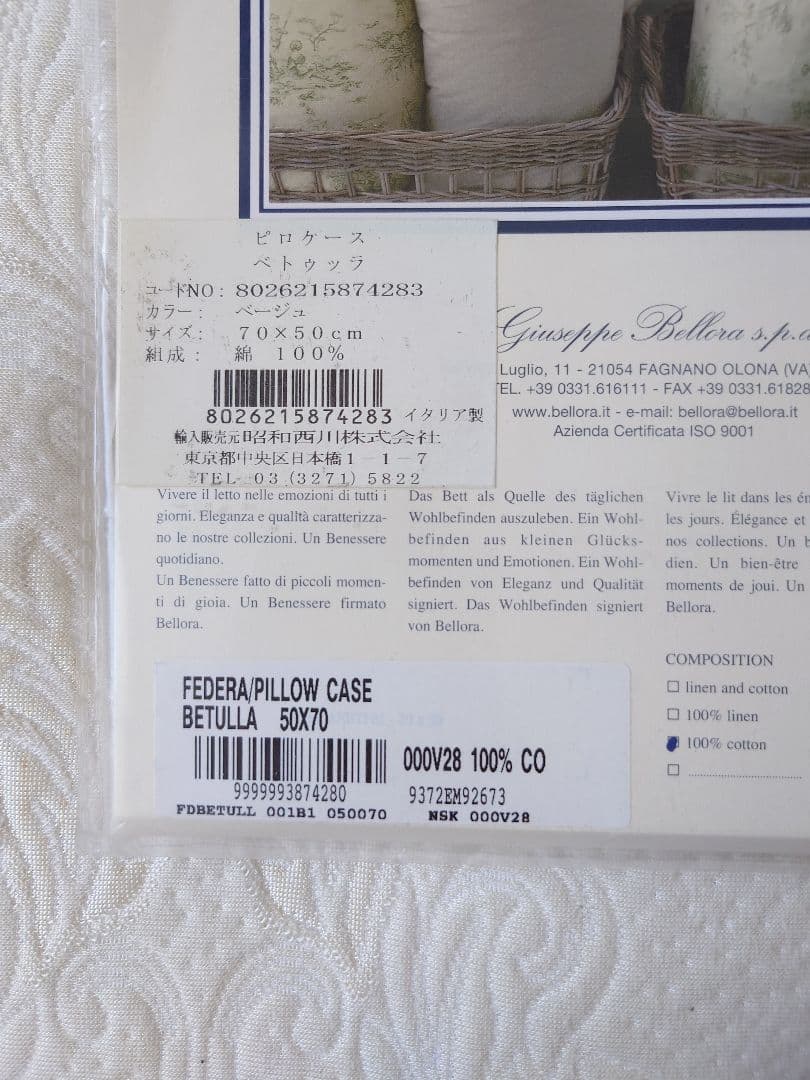 ピロケース
ベトゥッラ
コードNO: 8026215874283
カラー: ベージュ
サイズ: 70×50cm
組成: 綿 100%
8026215874283 イタリア製
輸入販売元昭和西川株式会社
東京都中央区日本橋1-1-7
TEL 03 (3271) 5822
Giuseppe Bellora s.p.a
Luglio, 11 - 21054 FAGNANO OLONA (VA)
TEL. +39 0331.616111 - FAX +39 0331.61828
www.bellora.it - e-mail: bellora@bellora.it
Azienda Certificata ISO 9001
Vivere il letto nelle emozioni di tutti i
giorni. Eleganza e qualità caratterizza-
no le nostre collezioni. Un Benessere
quotidiano.
Un Benessere fatto di piccoli momen-
ti di gioia. Un Benessere firmato
Bellora.
Das Bett als Quelle des täglichen
Wohlbefinden auszuleben. Ein Wohl-
befinden aus kleinen Glücks-
momenten und Emotionen. Ein Wohl-
befinden von Eleganz und Qualität
signiert. Das Wohlbefinden signiert
von Bellora.
Vivre le lit dans les
les jours. Élégance et
nos collections. Un
dien. Un bien-être
moments de joui. Un
Bellora.
COMPOSITION
linen and cotton
100% linen
100% cotton
FEDERA/PILLOW CASE
BETULLA 50X70
000V28 100% CO
9999993874280
9372EM92673
FDBETULL 001B1 050070
NSK 000V28